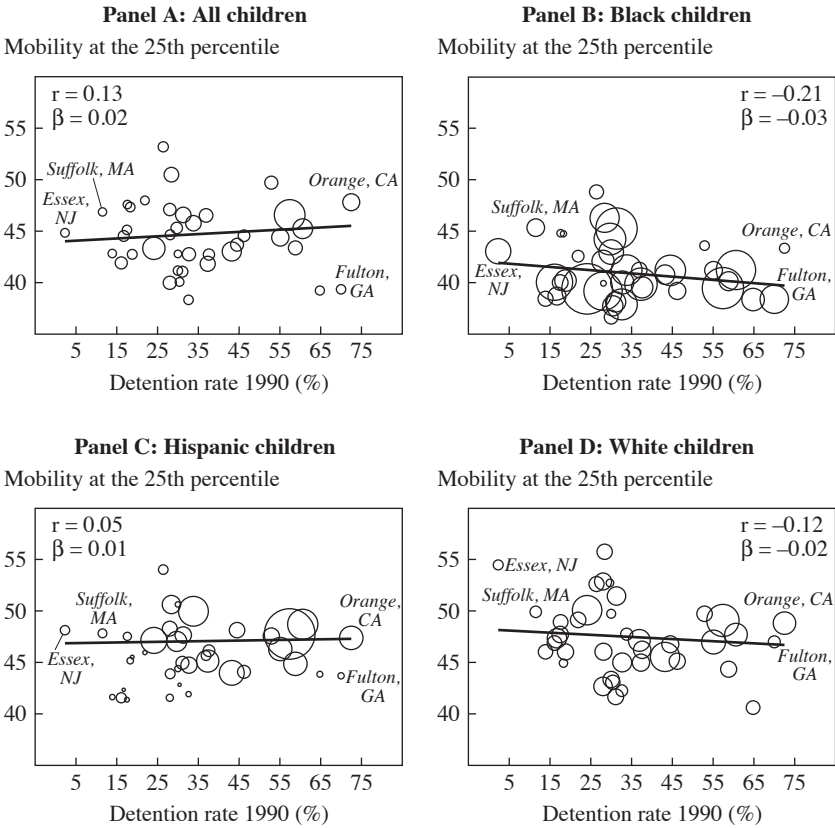 Panel A: All children
Mobility at the 25th percentile
r = 0.13
β = 0.02
55
50
45
40
Suffolk, MA
Essex,
NJ
Orange, CA
Fulton,
GA
5 15 25 35 45 55 65 75
Detention rate 1990 (%)
Panel B: Black children
Mobility at the 25th percentile
r = –0.21
β = –0.03
55
50
45
40
Suffolk, MA
Essex,
NJ
Orange, CA
Fulton,
GA
5 15 25 35 45 55 65 75
Detention rate 1990 (%)
Panel C: Hispanic children
Mobility at the 25th percentile
r = 0.05
β = 0.01
55
50
45
40
Suffolk,
MA
Essex,
NJ
Orange,
CA
Fulton,
GA
5 15 25 35 45 55 65 75
Detention rate 1990 (%)
Panel D: White children
Mobility at the 25th percentile
r = –0.12
β = –0.02
55
50
45
40
Essex, NJ
Suffolk, MA
Orange, CA
Fulton,
GA
5 15 25 35 45 55 65 75
Detention rate 1990 (%)